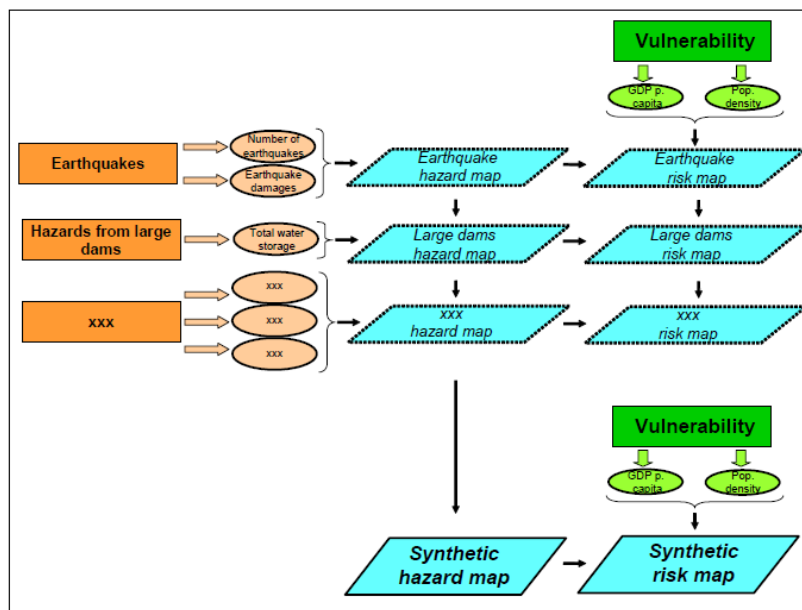 Vulnerability
GDP p.
capita
Pop.
density
Earthquakes
Number of
earthquakes
Earthquake
damages
Earthquake
hazard map
Earthquake
risk map
Hazards from large
dams
Total water
storage
Large dams
hazard map
Large dams
risk map
xxx
xxx
xxx
xxx
xxx
hazard map
xxx
risk map
Vulnerability
GDP p.
capita
Pop.
density
Synthetic
hazard map
Synthetic
risk map